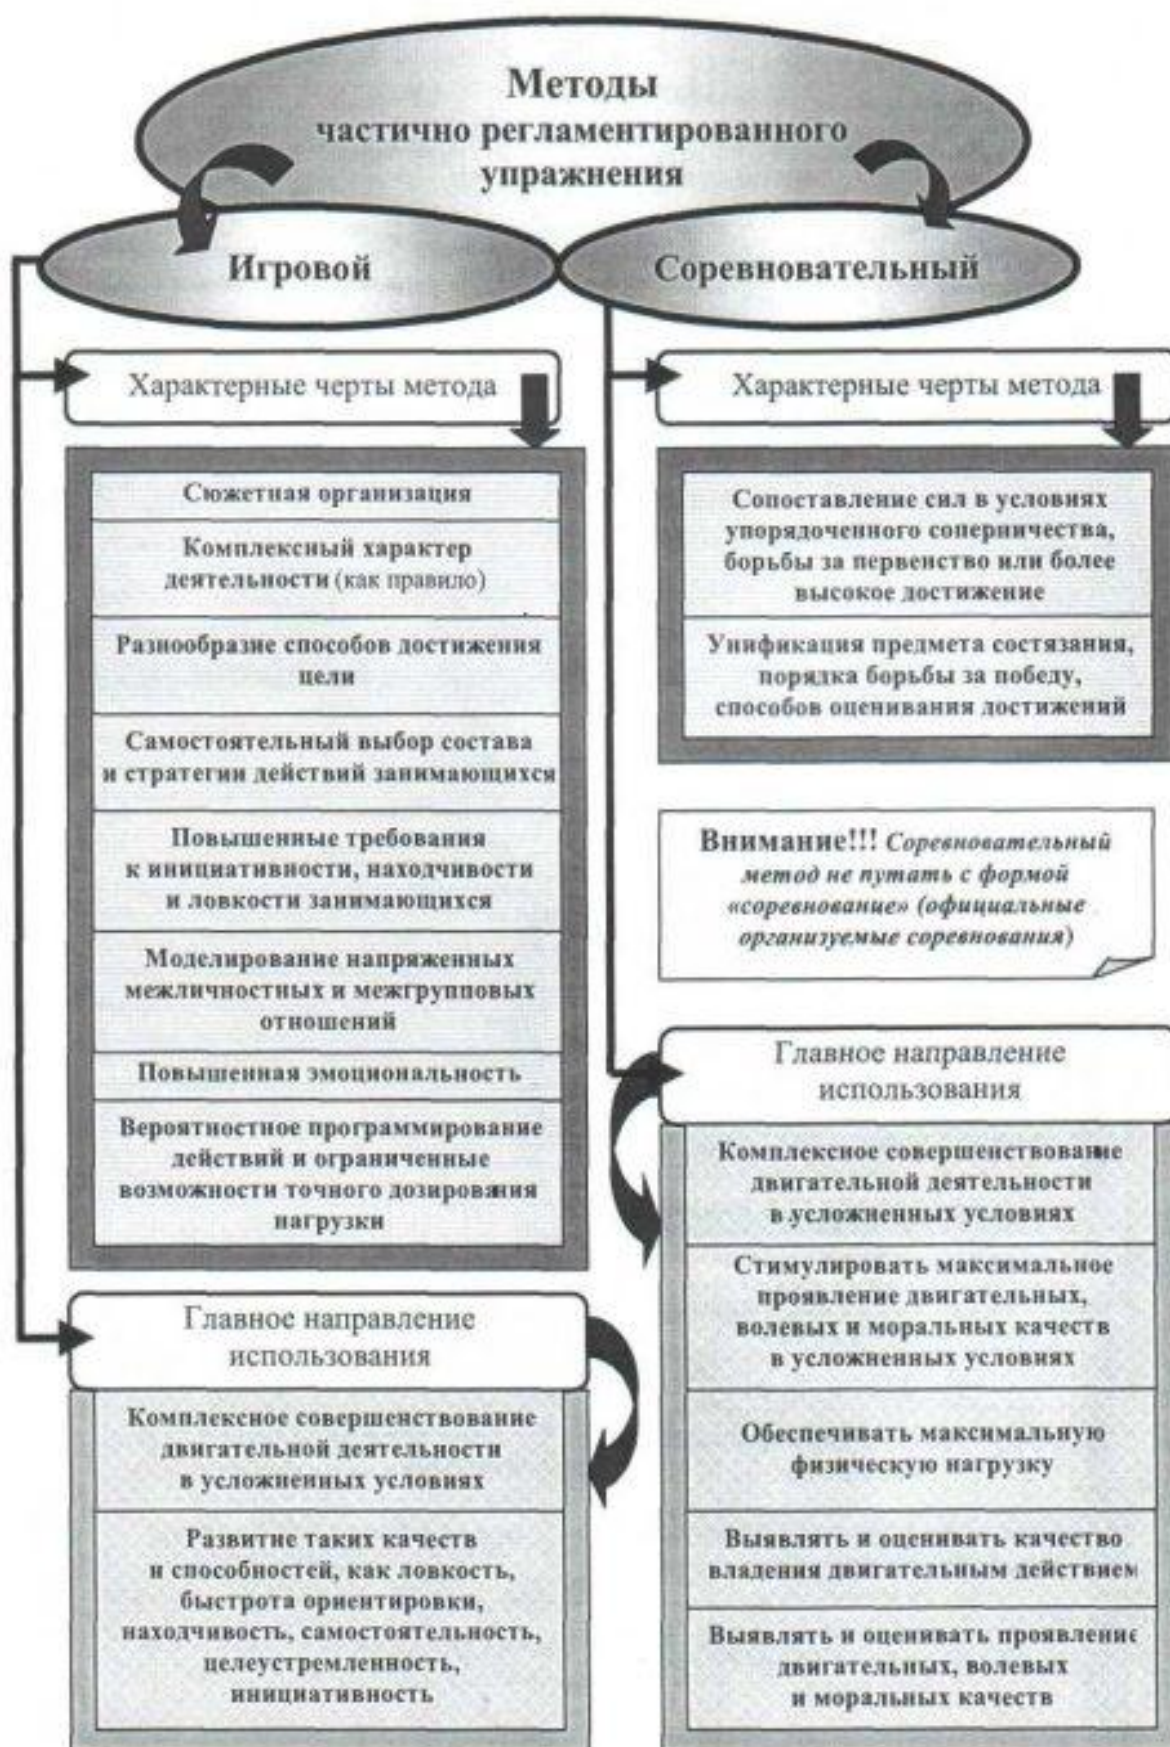 Методы
частично регламентированного
упражнения
Игровой
Соревновательный
Характерные черты метода
Сюжетная организация
Комплексный характер
деятельности (как правило)
Разнообразие способов достижения
цели
Самостоятельный выбор состава
и стратегии действий занимающихся
Повышенные требования
к инициативности, находчивости
и ловкости занимающихся
Моделирование напряженных
межличностных и межгрупповых
отношений
Повышенная эмоциональность
Вероятностное программирование
действий и ограниченные
возможности точного дозирования
нагрузки
Главное направление
использования
Комплексное совершенствование
двигательной деятельности
в усложненных условиях
Развитие таких качеств
и способностей, как ловкость,
быстрота ориентировки,
находчивость, самостоятельность,
целеустремленность,
инициативность
Характерные черты метода
Сопоставление сил в условиях
упорядоченного соперничества,
борьбы за первенство или более
высокое достижение
Унификация предмета состязания,
порядка борьбы за победу,
способов оценивания достижений
Внимание!!! Соревновательный
метод не путать с формой
«соревнование» (официальные
организуемые соревнования)
Главное направление
использования
Комплексное совершенствование
двигательной деятельности
в усложненных условиях
Стимулировать максимальное
проявление двигательных,
волевых и моральных качеств
в усложненных условиях
Обеспечивать максимальную
физическую нагрузку
Выявлять и оценивать качество
владения двигательным действием
Выявлять и оценивать проявление
двигательных, волевых
и моральных качеств